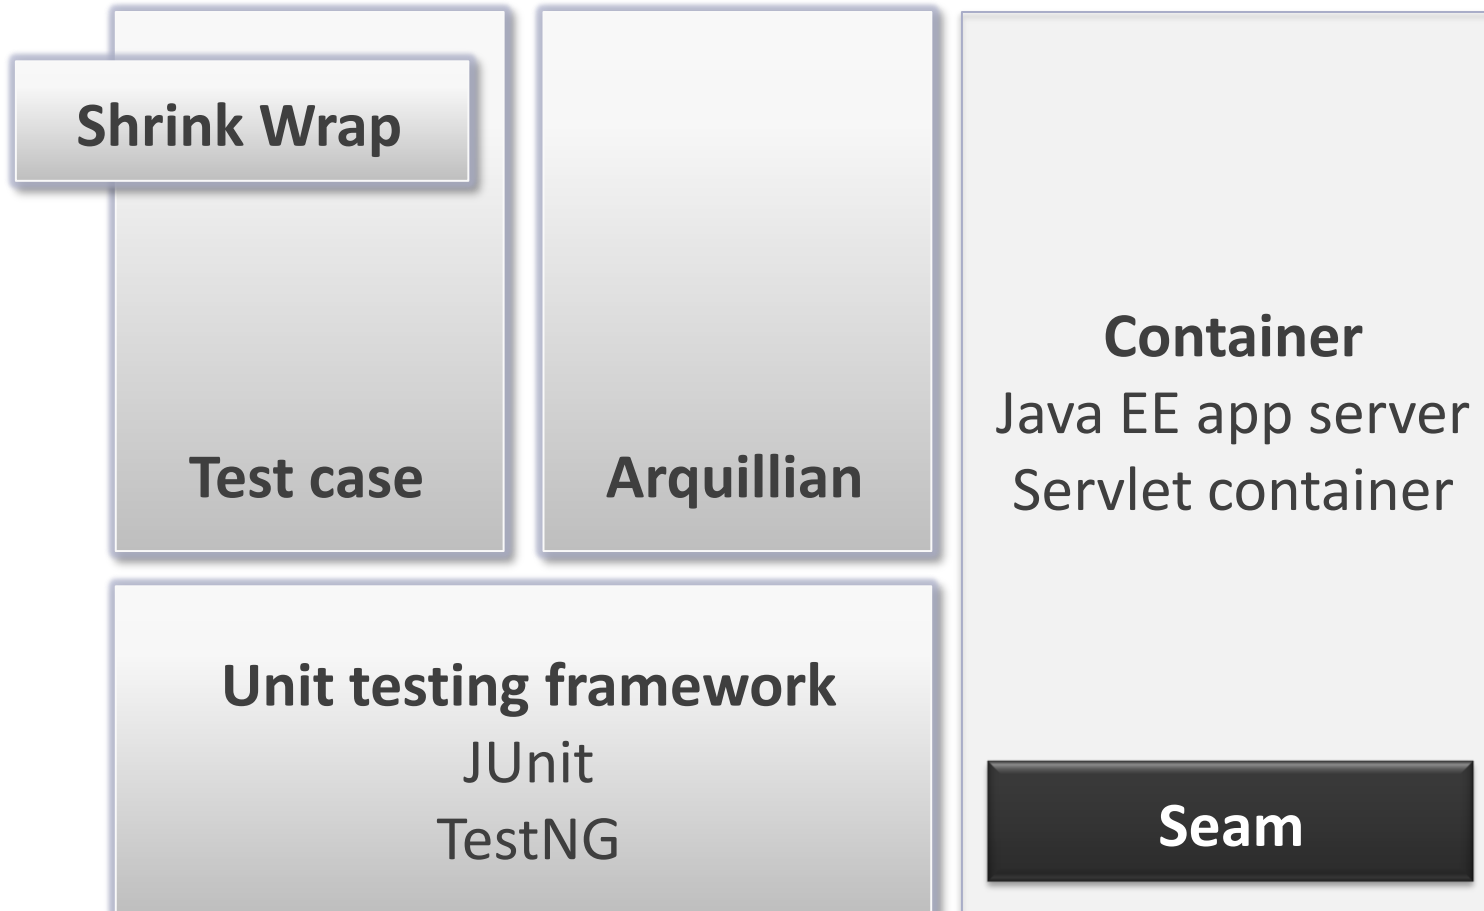 Shrink Wrap
Test case
Arquillian
Container
Java EE app server
Servlet container
Unit testing framework
JUnit
TestNG
Seam